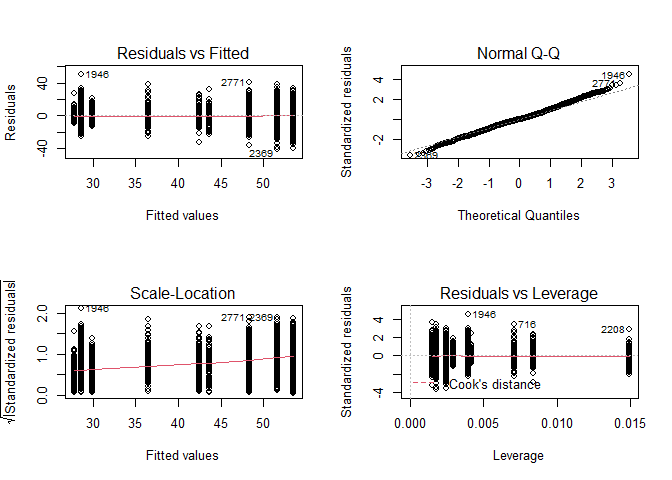 Residuals vs Fitted
Residuals
40
0
-40
1946
2771
2369
30 35 40 45 50
Fitted values
Normal Q-Q
Standardized residuals
4
2
-2
1946
2771
2369
-3 -2 -1 0 1 2 3
Theoretical Quantiles
Scale-Location
√|Standardized residuals|
2.0
1.0
0.0
1946
2771 2369
30 35 40 45 50
Fitted values
Residuals vs Leverage
Standardized residuals
4
2
0
-4
1946
716
2208
Cook's distance
0.000 0.005 0.010 0.015
Leverage